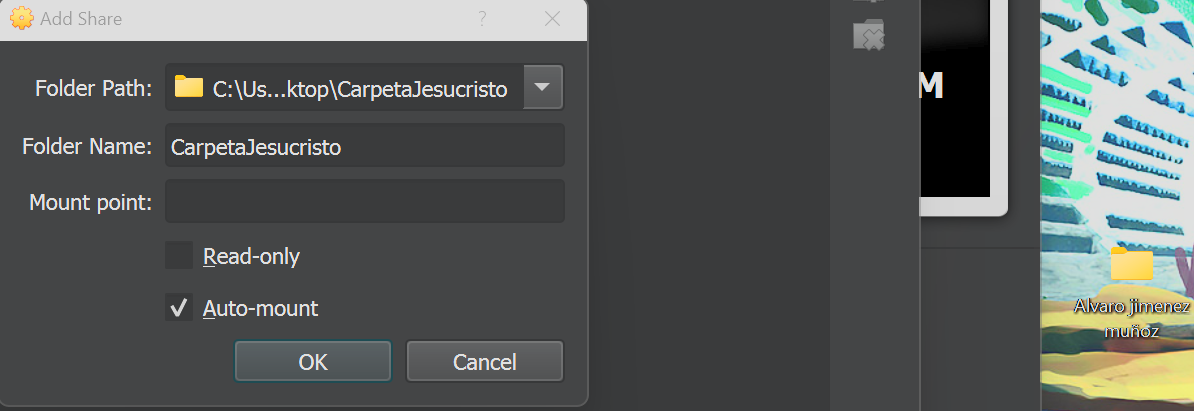 Add Share
?
Folder Path: C:\Us...ktop\CarpetaJesucristo
Folder Name: CarpetaJesucristo
Mount point:
Read-only
Auto-mount
OK Cancel
M
Alvaro jimenez
muñoz